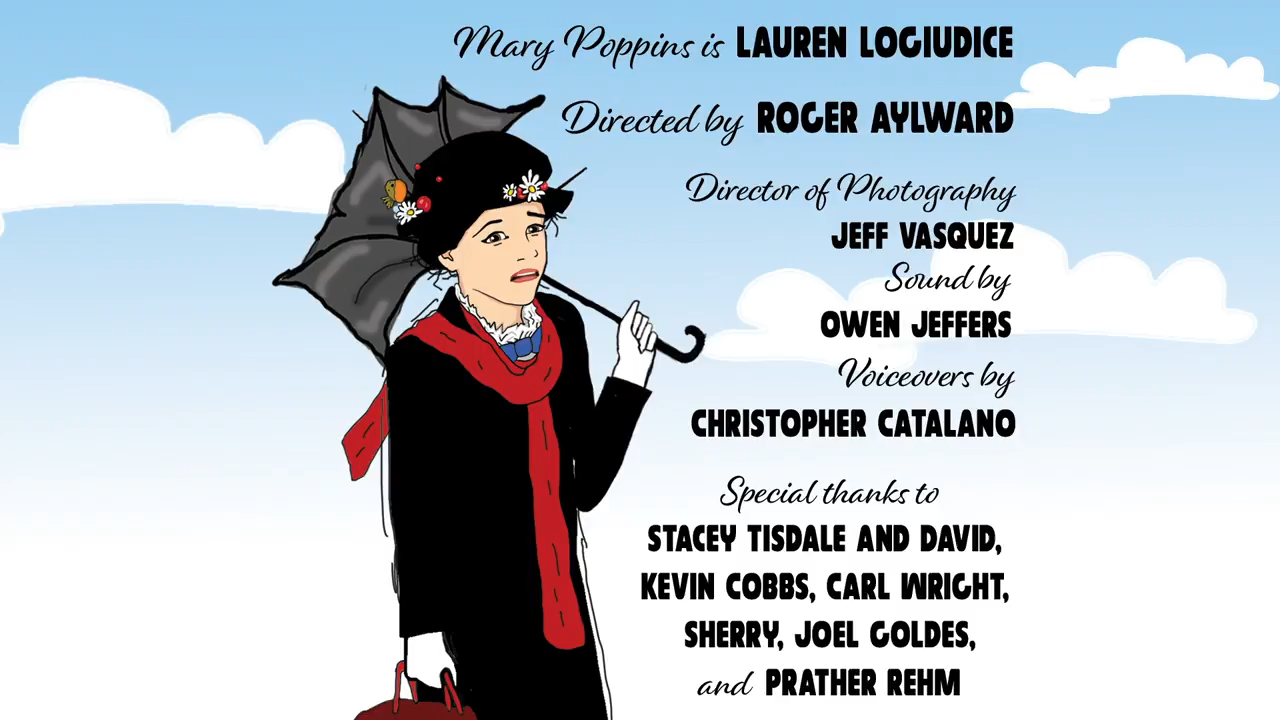 Mary Poppins is LAUREN LOGIUDICE
Directed by ROGER AYLWARD
Director of Photography
JEFF VASQUEZ
Sound by
OWEN JEFFERS
Voiceovers by
CHRISTOPHER CATALANO
Special thanks to
STACEY TISDALE AND DAVID,
KEVIN COBBS, CARL WRIGHT,
SHERRY, JOEL GOLDES,
and PRATHER REHM